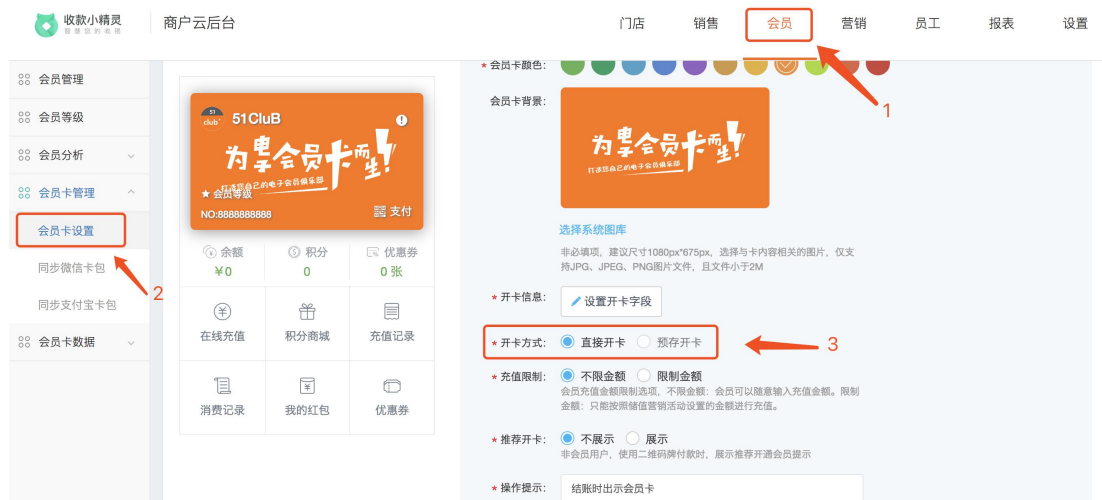 收款小精灵
智慧您的收银
商户云后台
门店 销售 会员 营销 员工 报表 设置
1
会员管理
会员等级
会员分析
会员卡管理
会员卡设置
2
同步微信卡包
同步支付宝卡包
会员卡数据
51
club
51CluB
为卓会员卡而生!
打造您自己的电子会员俱乐部
★ 会员等级
NO:8888888888
支付
余额 积分 优惠券
¥0 0 0 张
在线充值 积分商城 充值记录
消费记录 我的红包 优惠券
* 会员卡颜色:
会员卡背景:
为卓会员卡而生!
打造您自己的电子会员俱乐部
选择系统图库
非必填项，建议尺寸1080px*675px，选择与卡内容相关的图片，仅支
持JPG、JPEG、PNG图片文件，且文件小于2M
* 开卡信息: 设置开卡字段
* 开卡方式: 直接开卡 预存开卡
3
* 充值限制: 不限金额 限制金额
会员充值金额限制选项，不限金额：会员可以随意输入充值金额。限制
金额：只能按照储值营销活动设置的金额进行充值。
* 推荐开卡: 不展示 展示
非会员用户，使用二维码牌付款时，展示推荐开通会员提示
* 操作提示: 结账时出示会员卡